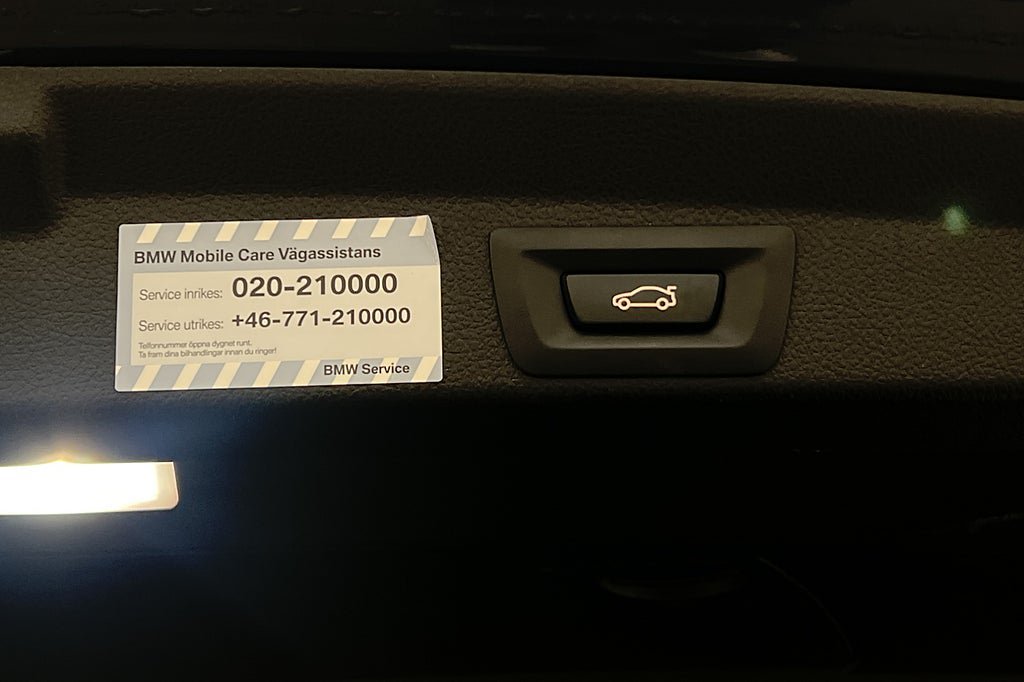 BMW Mobile Care Vägassistans
Service inrikes: 020-210000
Service utrikes: +46-771-210000
Telfonnummer öppna dygnet runt.
Ta fram dina bilhandlingar innan du ringer!
BMW Service